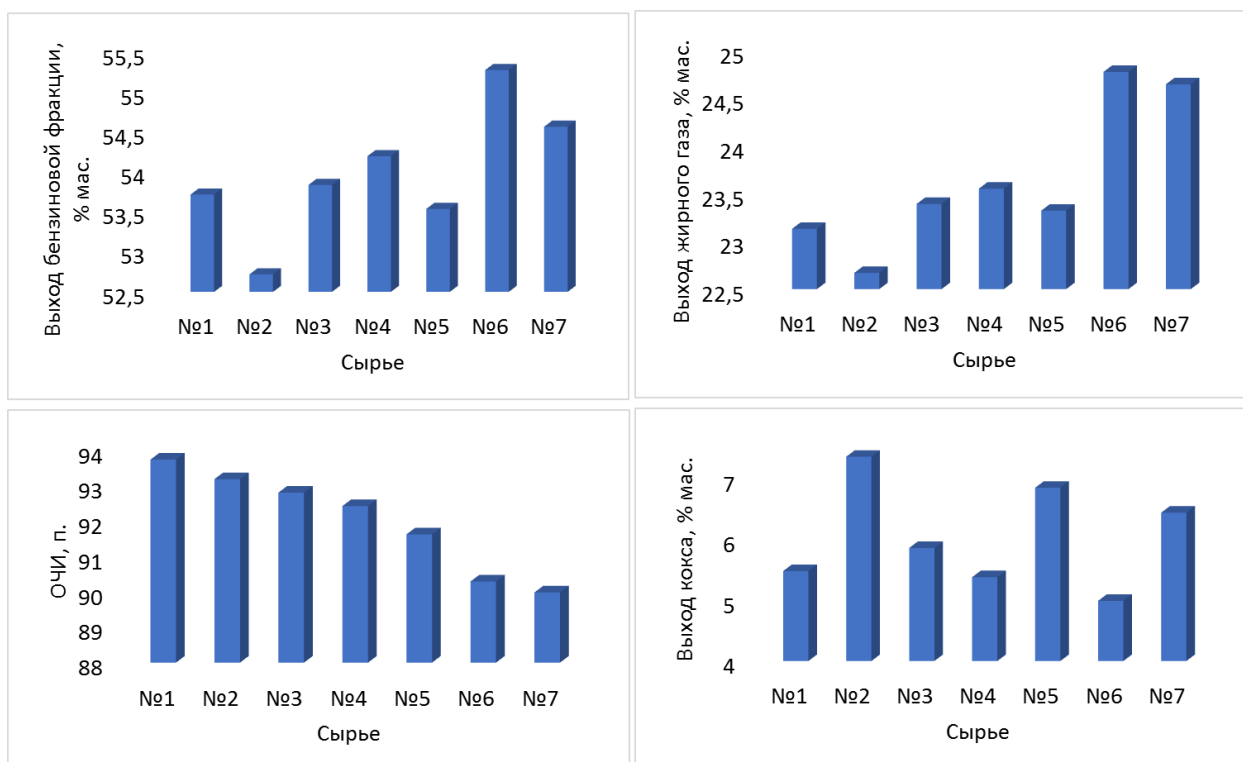 Выход бензиновой фракции,
% мас.
55,5
55
54,5
54
53,5
53
52,5
№1 №2 №3 №4 №5 №6 №7
Сырье
Выход жирного газа, % мас.
25
24,5
24
23,5
23
22,5
№1 №2 №3 №4 №5 №6 №7
Сырье
ОЧИ, п.
94
93
92
91
90
89
88
№1 №2 №3 №4 №5 №6 №7
Сырье
Выход кокса, % мас.
7
6
5
4
№1 №2 №3 №4 №5 №6 №7
Сырье